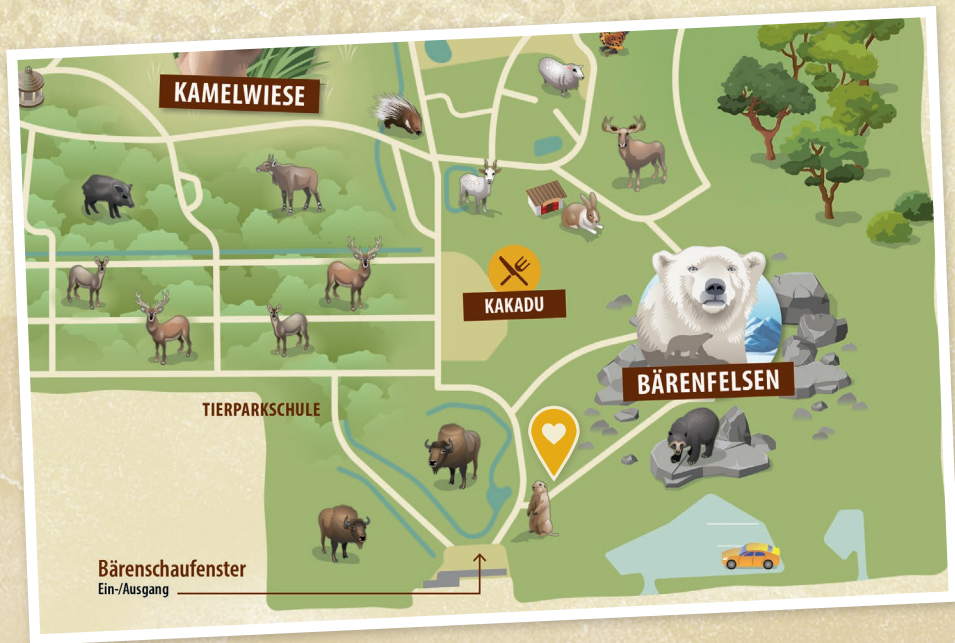 KAMELWIESE
KAKADU
BÄRENFELSEN
TIERPARKSCHULE
Bärenschaufenster
Ein-/Ausgang